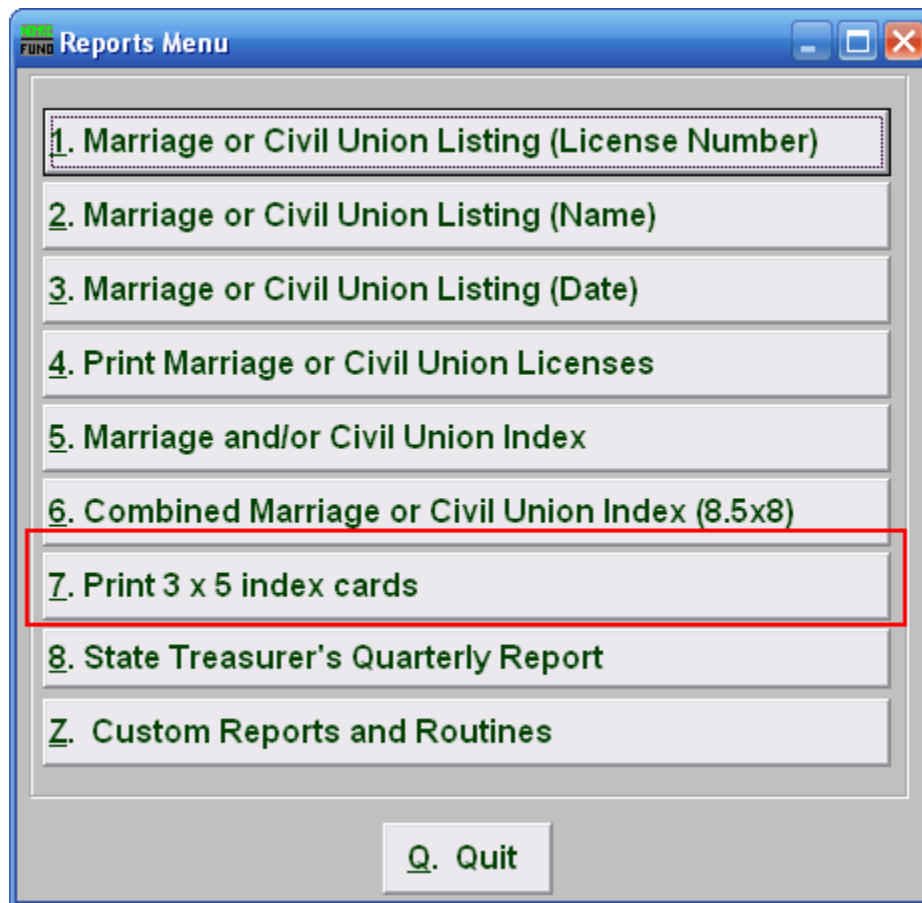 FUND Reports Menu
1. Marriage or Civil Union Listing (License Number)
2. Marriage or Civil Union Listing (Name)
3. Marriage or Civil Union Listing (Date)
4. Print Marriage or Civil Union Licenses
5. Marriage and/or Civil Union Index
6. Combined Marriage or Civil Union Index (8.5x8)
7. Print 3 x 5 index cards
8. State Treasurer's Quarterly Report
Z. Custom Reports and Routines
Q. Quit